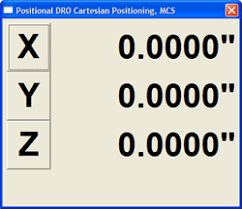 Positional DRO Cartesian Positioning, MCS
X 0.0000"
Y 0.0000"
Z 0.0000"